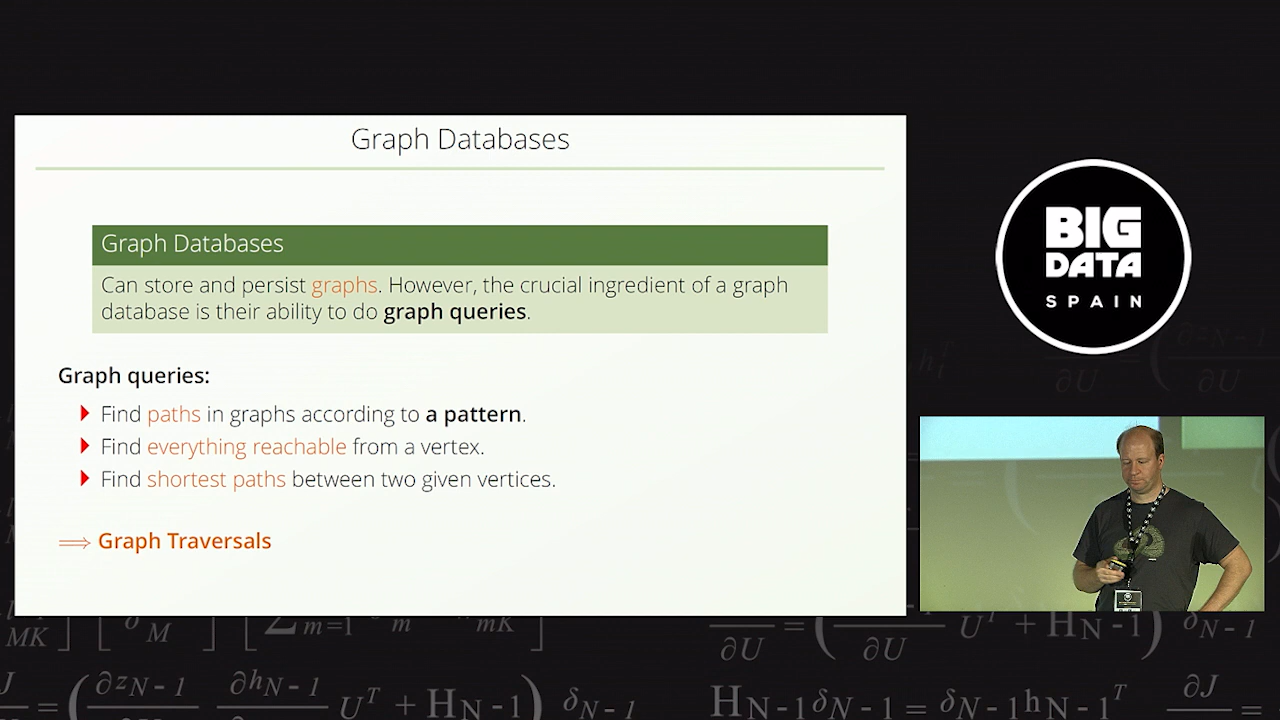 Graph Databases
Graph Databases
Can store and persist graphs. However, the crucial ingredient of a graph
database is their ability to do graph queries.
Graph queries:
Find paths in graphs according to a pattern.
Find everything reachable from a vertex.
Find shortest paths between two given vertices.
⟹ Graph Traversals
BIG
DATA
SPAIN